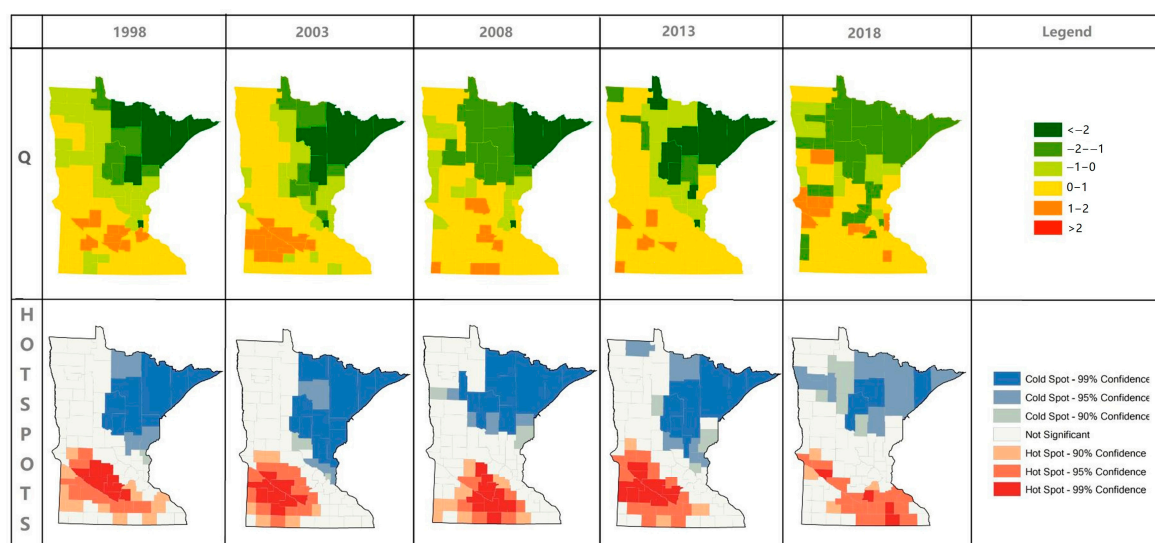 1998 2003 2008 2013 2018 Legend
Q
<−2
−2-−1
−1-0
0-1
1-2
>2
H
O
T
S
P
O
T
S
Cold Spot - 99% Confidence
Cold Spot - 95% Confidence
Cold Spot - 90% Confidence
Not Significant
Hot Spot - 90% Confidence
Hot Spot - 95% Confidence
Hot Spot - 99% Confidence